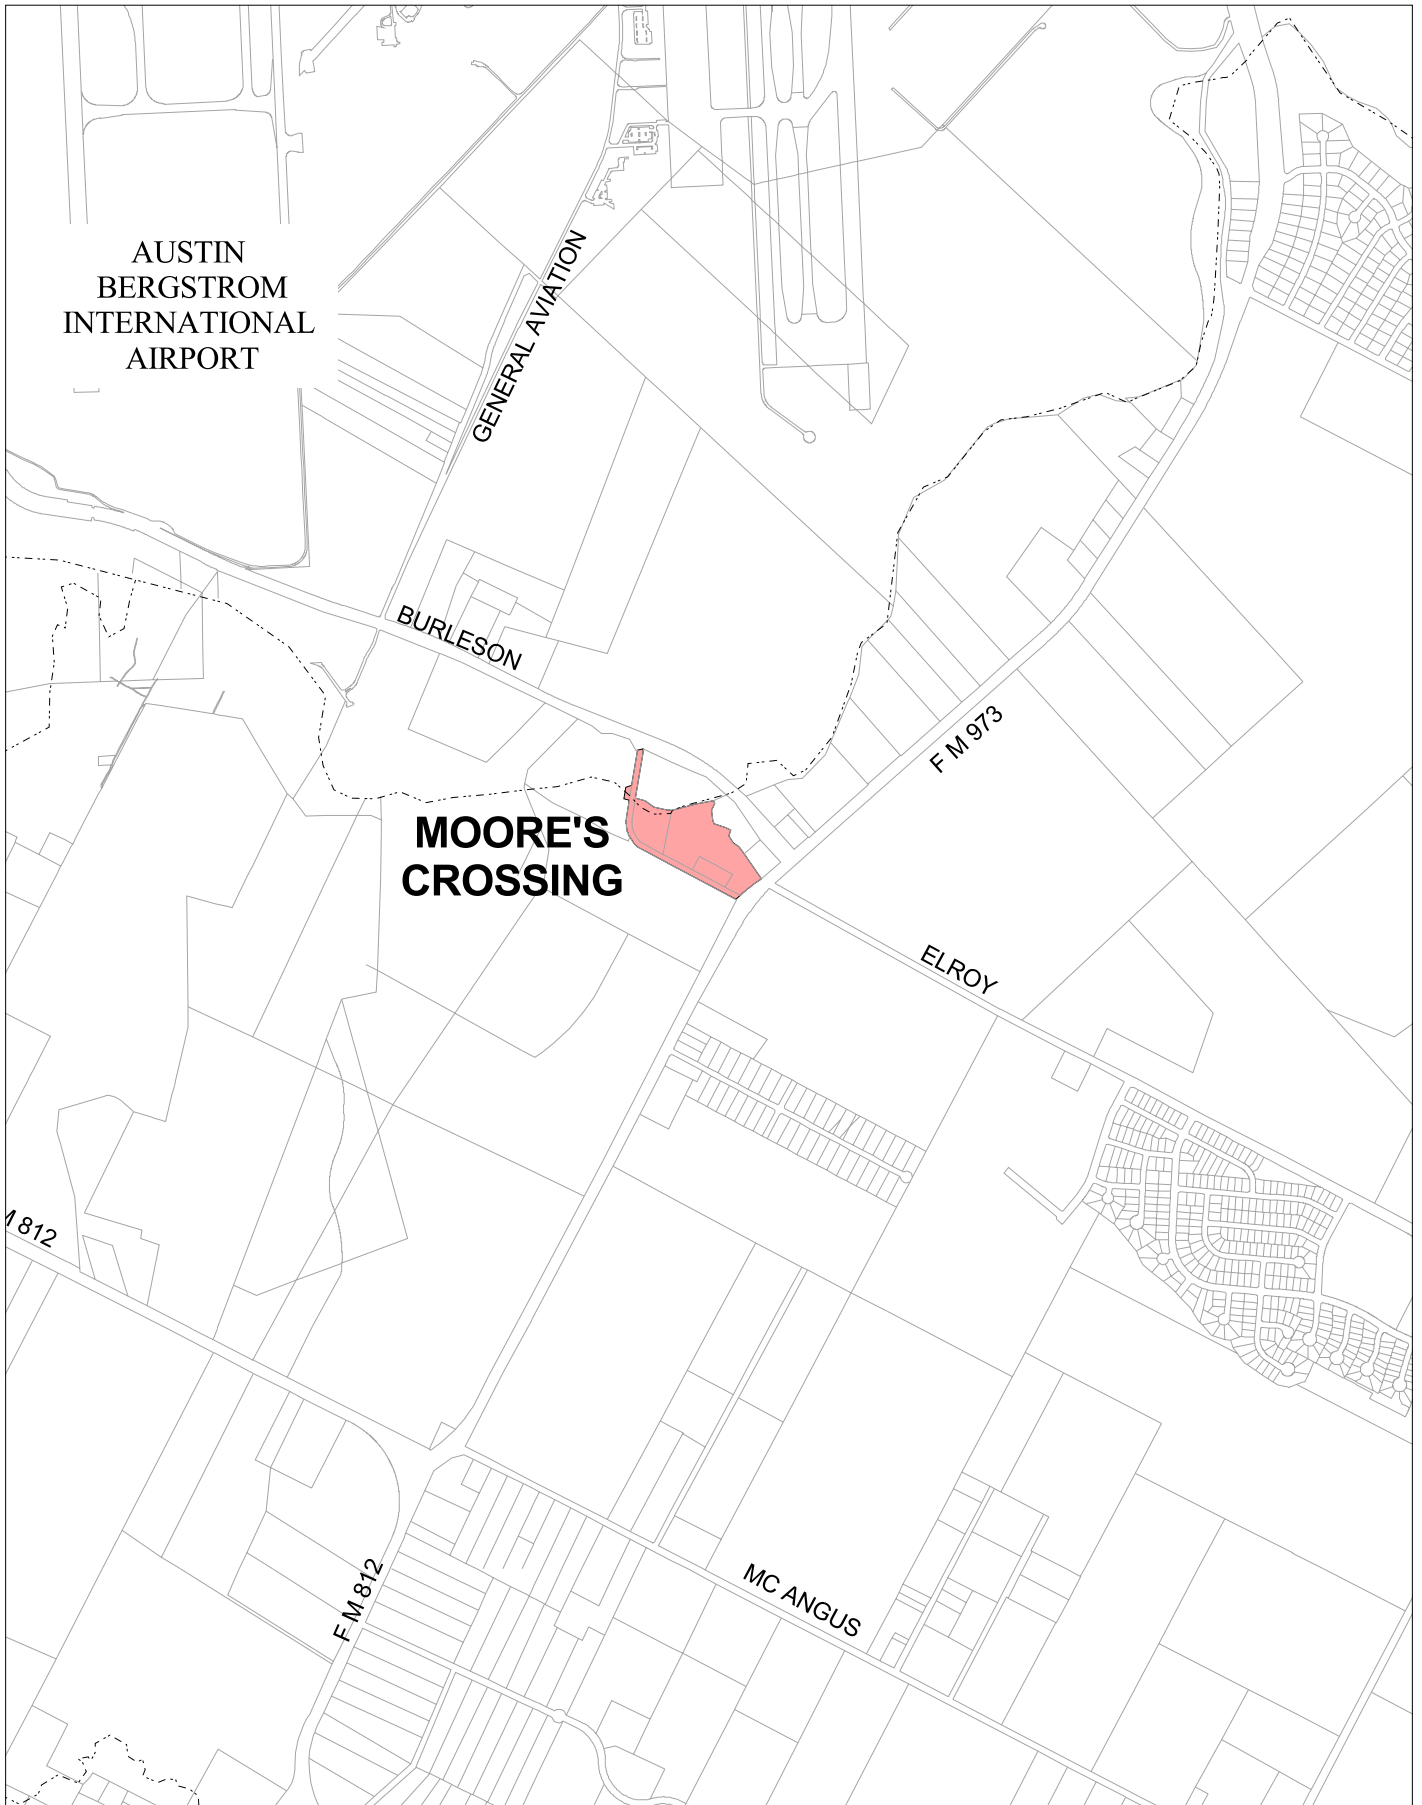 AUSTIN
BERGSTROM
INTERNATIONAL
AIRPORT
GENERAL AVIATION
BURLESON
F M 973
MOORE'S
CROSSING
ELROY
M 812
F M 812
MC ANGUS